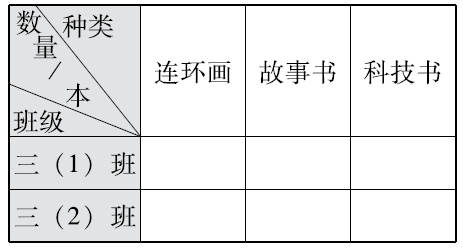 数量/本
种类
班级
连环画 故事书 科技书
三（1）班
三（2）班